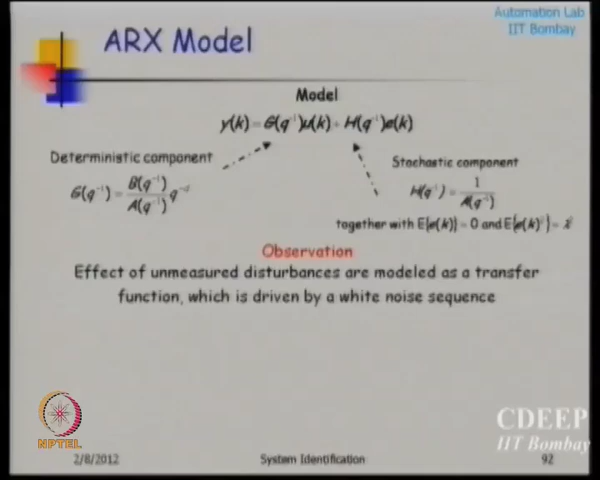 Automation Lab
IIT Bombay
ARX Model
Model
y(k) = G(q⁻¹)u(k) + H(q⁻¹)e(k)
Deterministic component
Stochastic component
G(q⁻¹) = B(q⁻¹)/A(q⁻¹) q⁻ᵈ
H(q⁻¹) = 1/A(q⁻¹)
together with E{e(k)} = 0 and E{e(k)²} = λ²
Observation
Effect of unmeasured disturbances are modeled as a transfer
function, which is driven by a white noise sequence
NPTEL
CDEEP
IIT Bombay
2/8/2012
System Identification
92